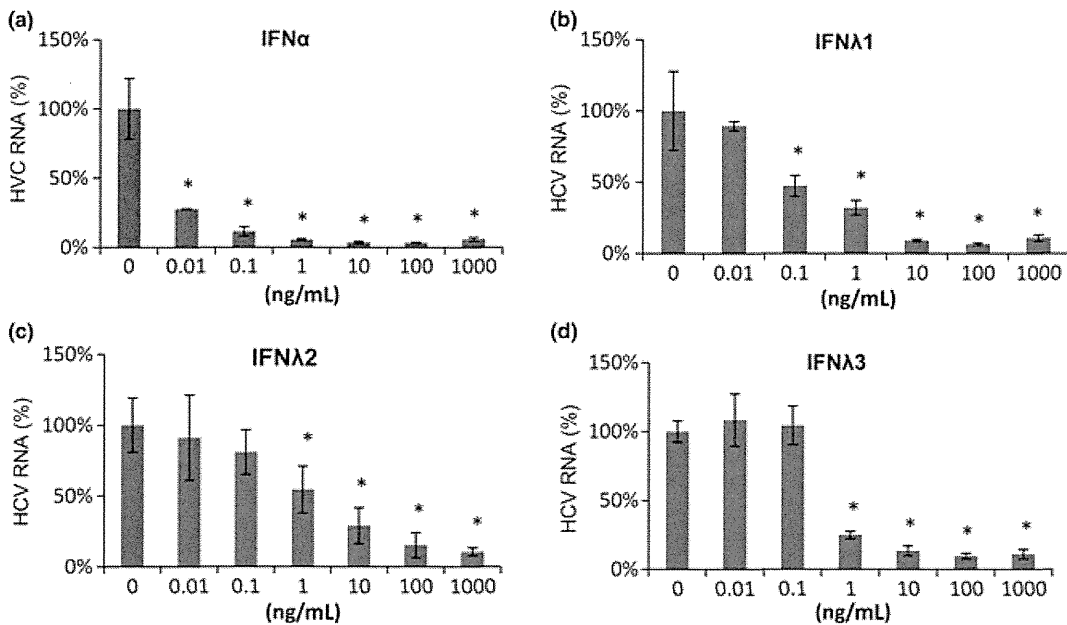 (a)
IFNα
HVC RNA (%)
150%
100%
50%
0%
0 0.01 0.1 1 10 100 1000
(ng/mL)
* * * * * *
(b)
IFNλ1
HCV RNA (%)
150%
100%
50%
0%
0 0.01 0.1 1 10 100 1000
(ng/mL)
* * * * *
(c)
IFNλ2
HCV RNA (%)
150%
100%
50%
0%
0 0.01 0.1 1 10 100 1000
(ng/mL)
* * * *
(d)
IFNλ3
HCV RNA (%)
150%
100%
50%
0%
0 0.01 0.1 1 10 100 1000
(ng/mL)
* * * *